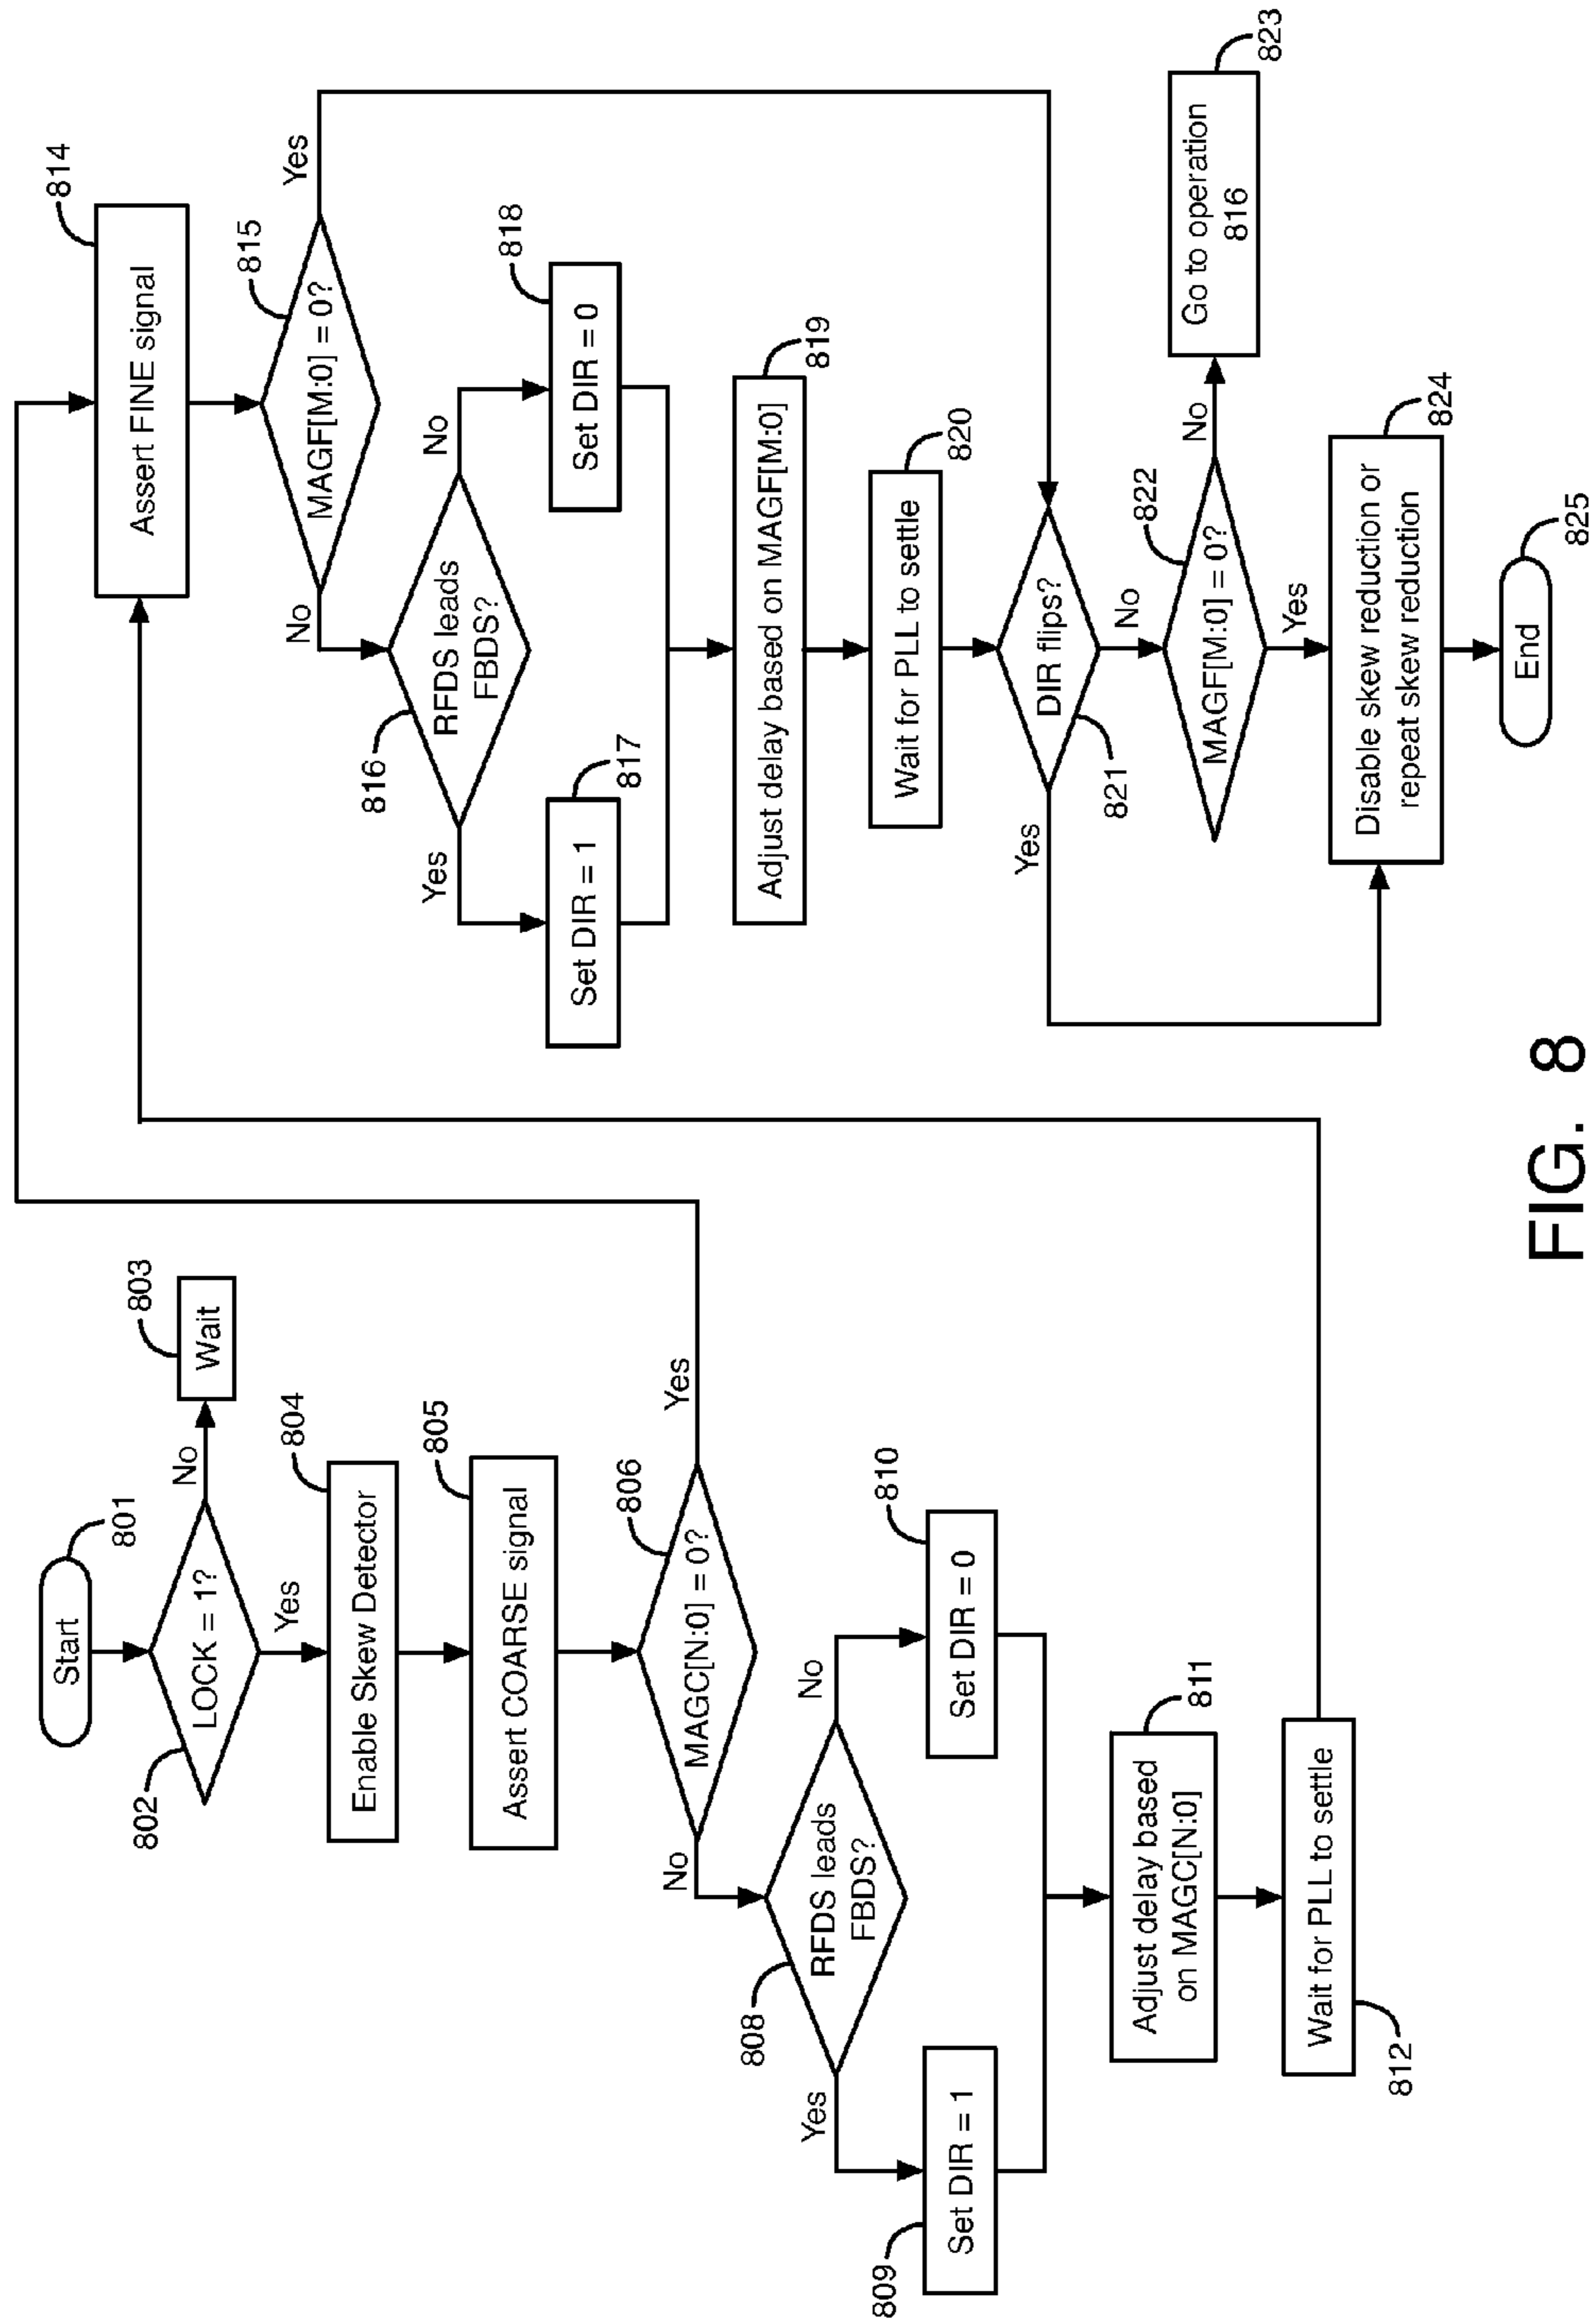 Start
801
LOCK = 1?
802
No
Wait
803
Yes
Enable Skew Detector
804
Assert COARSE signal
805
MAGC[N:0] = 0?
806
Yes
No
RFDS leads
FBDS?
808
Yes
No
Set DIR = 1
809
Set DIR = 0
810
Adjust delay based
on MAGC[N:0]
811
Wait for PLL to settle
812
Assert FINE signal
814
MAGF[M:0] = 0?
815
Yes
No
RFDS leads
FBDS?
816
Yes
No
Set DIR = 1
817
Set DIR = 0
818
Adjust delay based on MAGF[M:0]
819
Wait for PLL to settle
820
DIR flips?
821
Yes
No
MAGF[M:0] = 0?
822
No
Go to operation
816
823
Yes
Disable skew reduction or
repeat skew reduction
824
End
825
FIG. 8